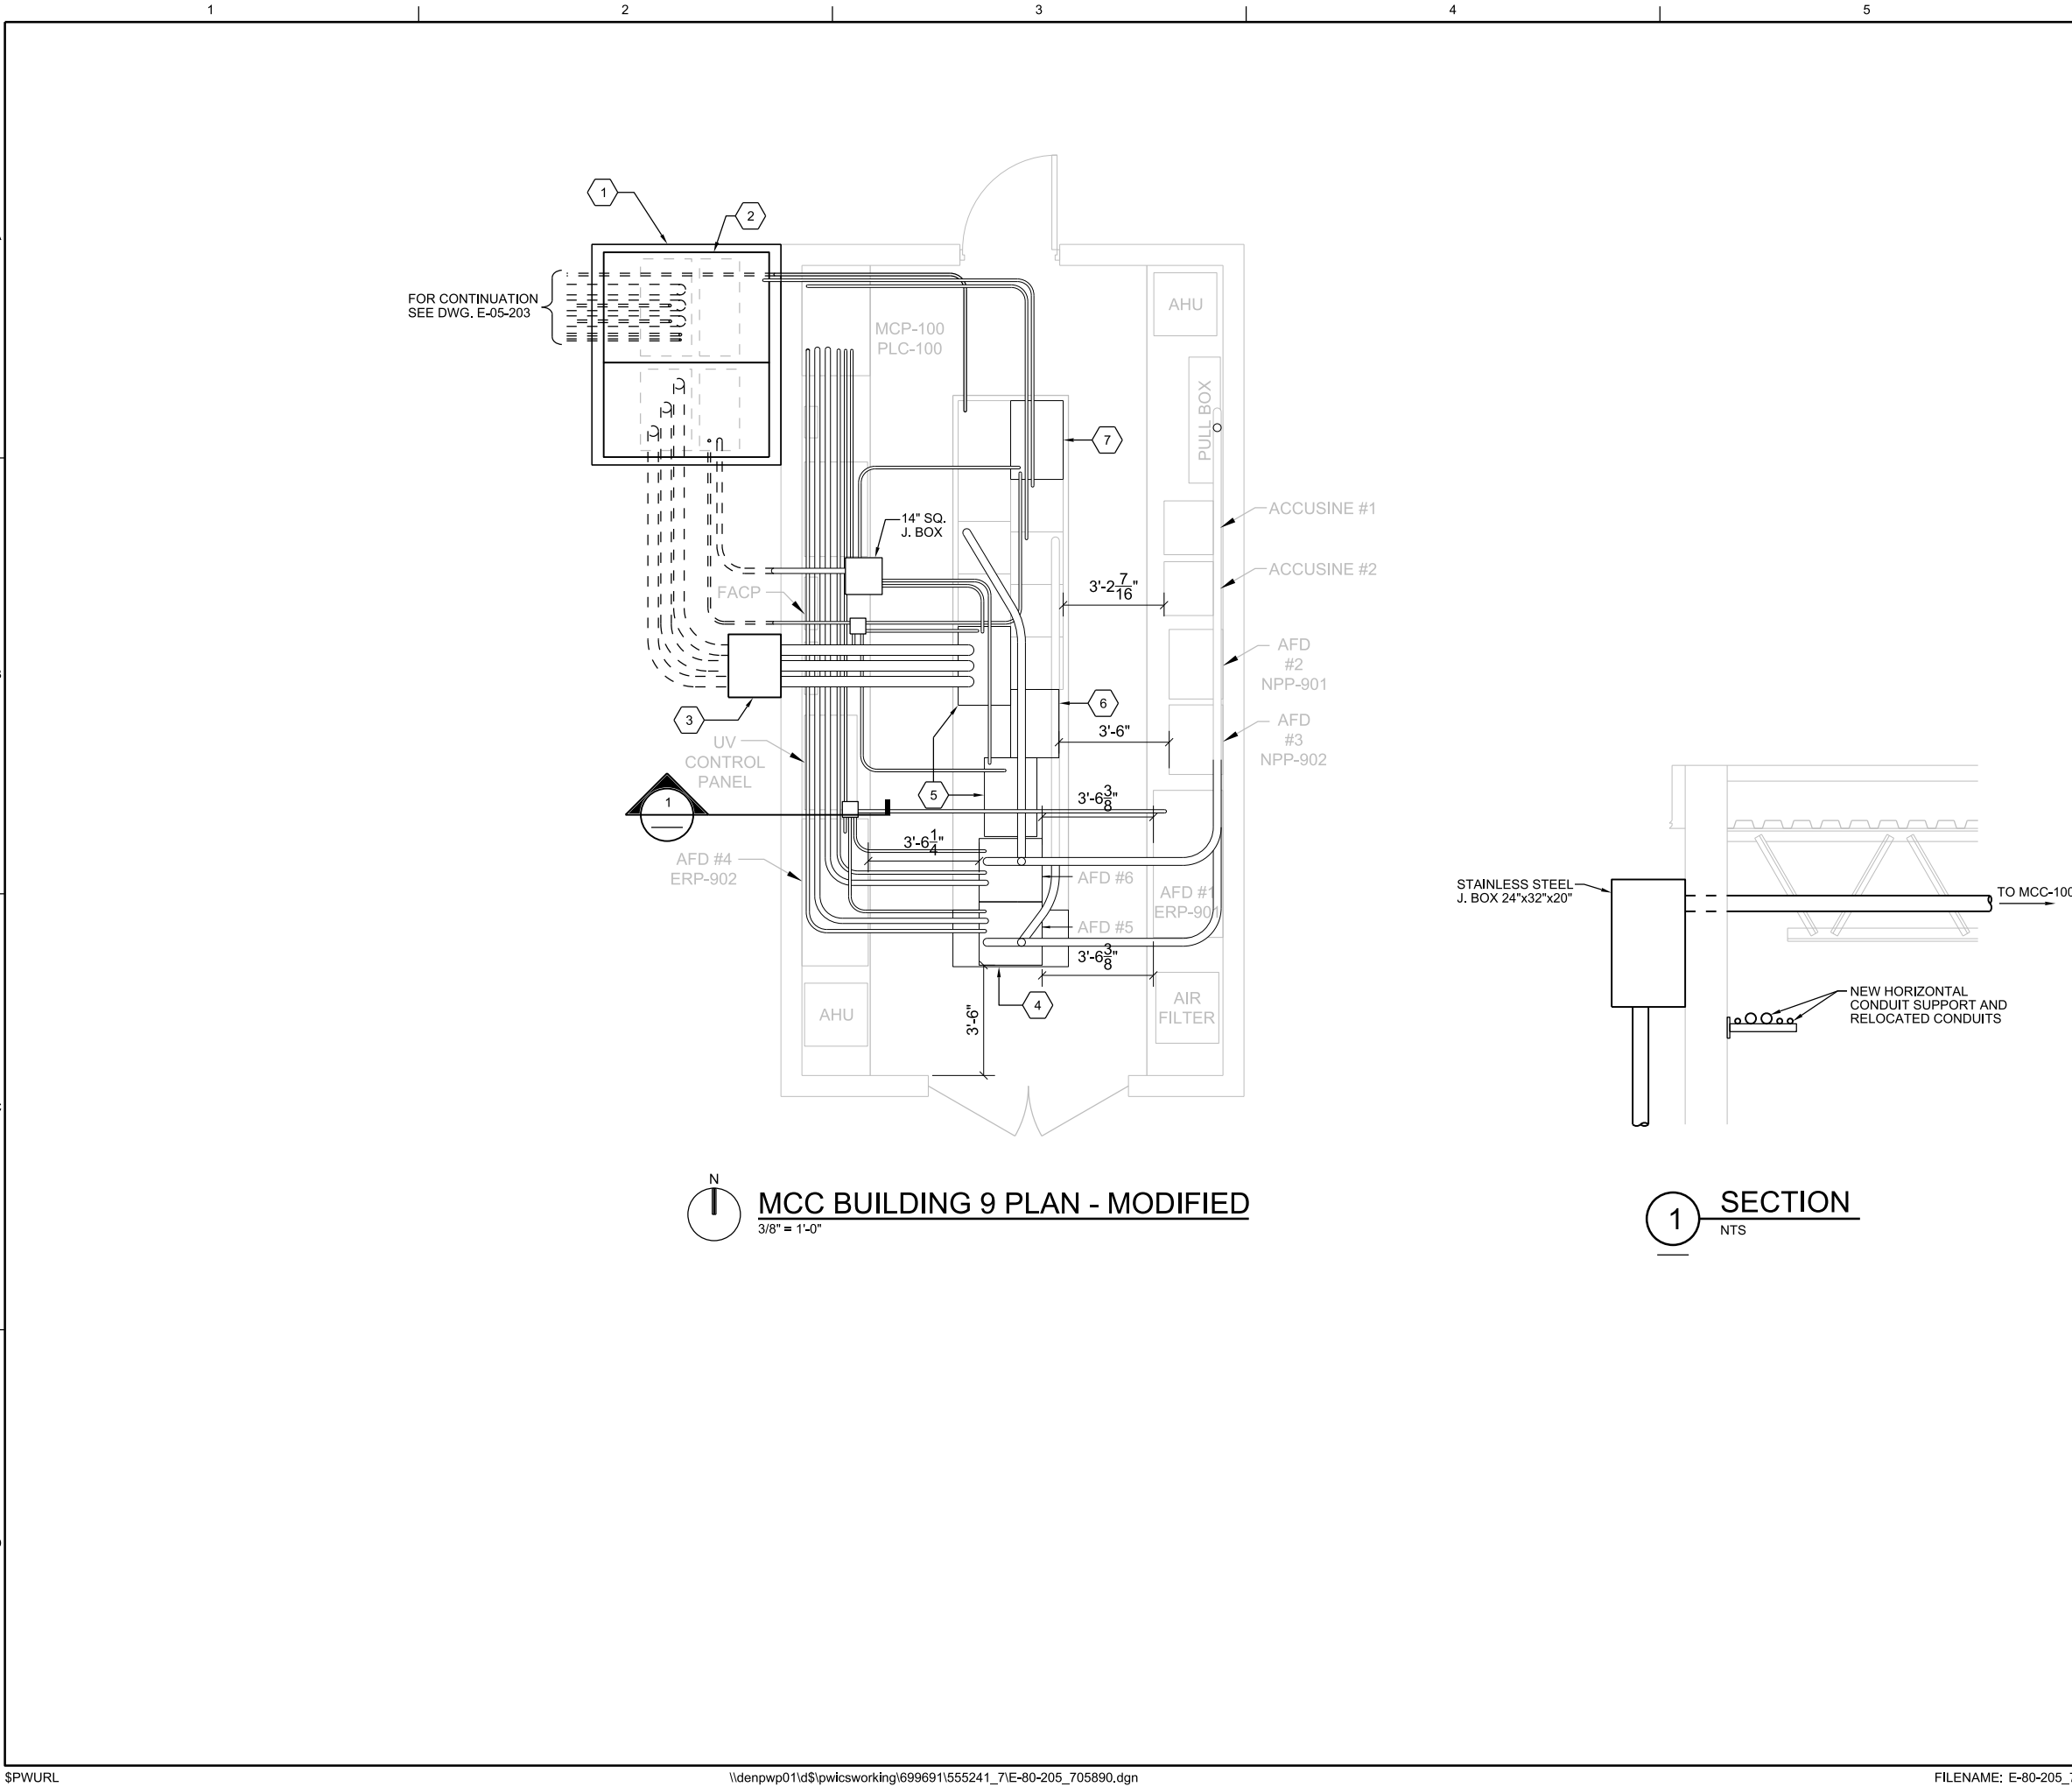 1
2
3
4
5
1
2
FOR CONTINUATION
SEE DWG. E-05-203
MCP-100
PLC-100
AHU
PULL BOX
7
14" SQ.
J. BOX
ACCUSINE #1
ACCUSINE #2
3'-2 7/16"
FACP
AFD
#2
NPP-901
6
3
3'-6"
AFD
#3
NPP-902
UV
CONTROL
PANEL
5
3'-6 3/8"
1
3'-6 1/4"
AFD #4
ERP-902
AFD #6
AFD #1
ERP-901
AFD #5
3'-6 3/8"
4
3'-6"
AHU
AIR
FILTER
STAINLESS STEEL
J. BOX 24"x32"x20"
TO MCC-100
NEW HORIZONTAL
CONDUIT SUPPORT AND
RELOCATED CONDUITS
N
MCC BUILDING 9 PLAN - MODIFIED
3/8" = 1'-0"
1
SECTION
NTS
$PWURL
\\denpwp01\d$\pwicsworking\699691\555241_7\E-80-205_705890.dgn
FILENAME: E-80-205_